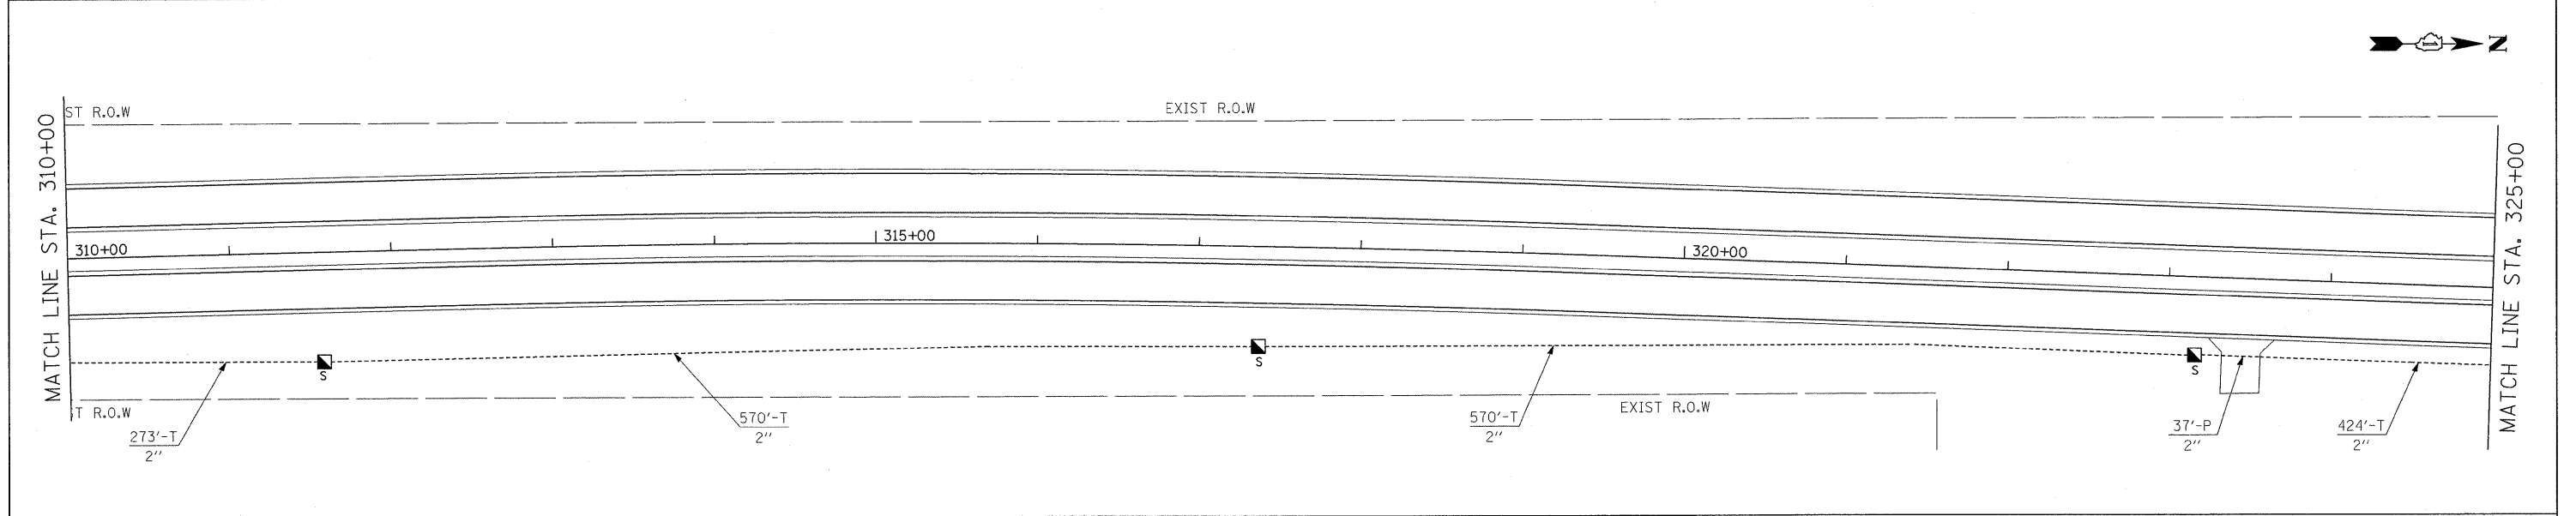 N
ST R.O.W
EXIST R.O.W
MATCH LINE STA. 310+00
MATCH LINE STA. 325+00
310+00
315+00
320+00
S
S
S
T R.O.W
EXIST R.O.W
273'-T
2''
570'-T
2''
570'-T
2''
37'-P
2''
424'-T
2''